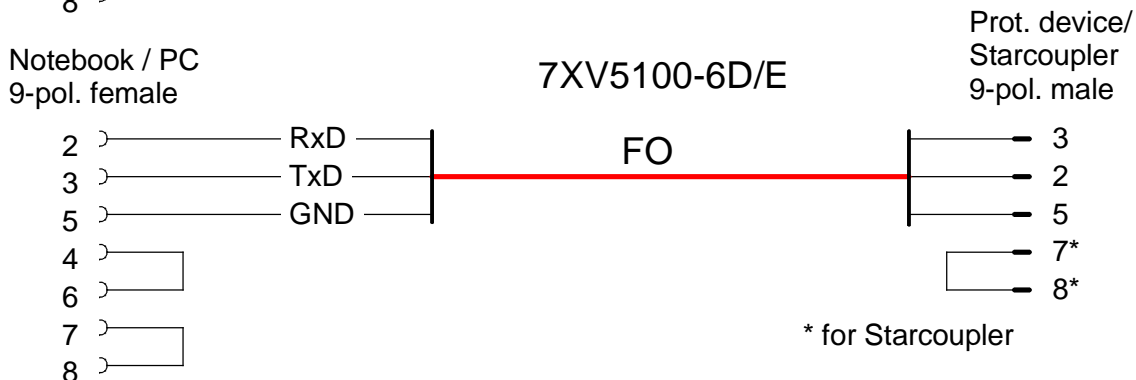 8
Notebook / PC
9-pol. female
7XV5100-6D/E
Prot. device/
Starcoupler
9-pol. male
2 RxD FO 3
3 TxD 2
5 GND 5
4 7*
6 8*
7 * for Starcoupler
8